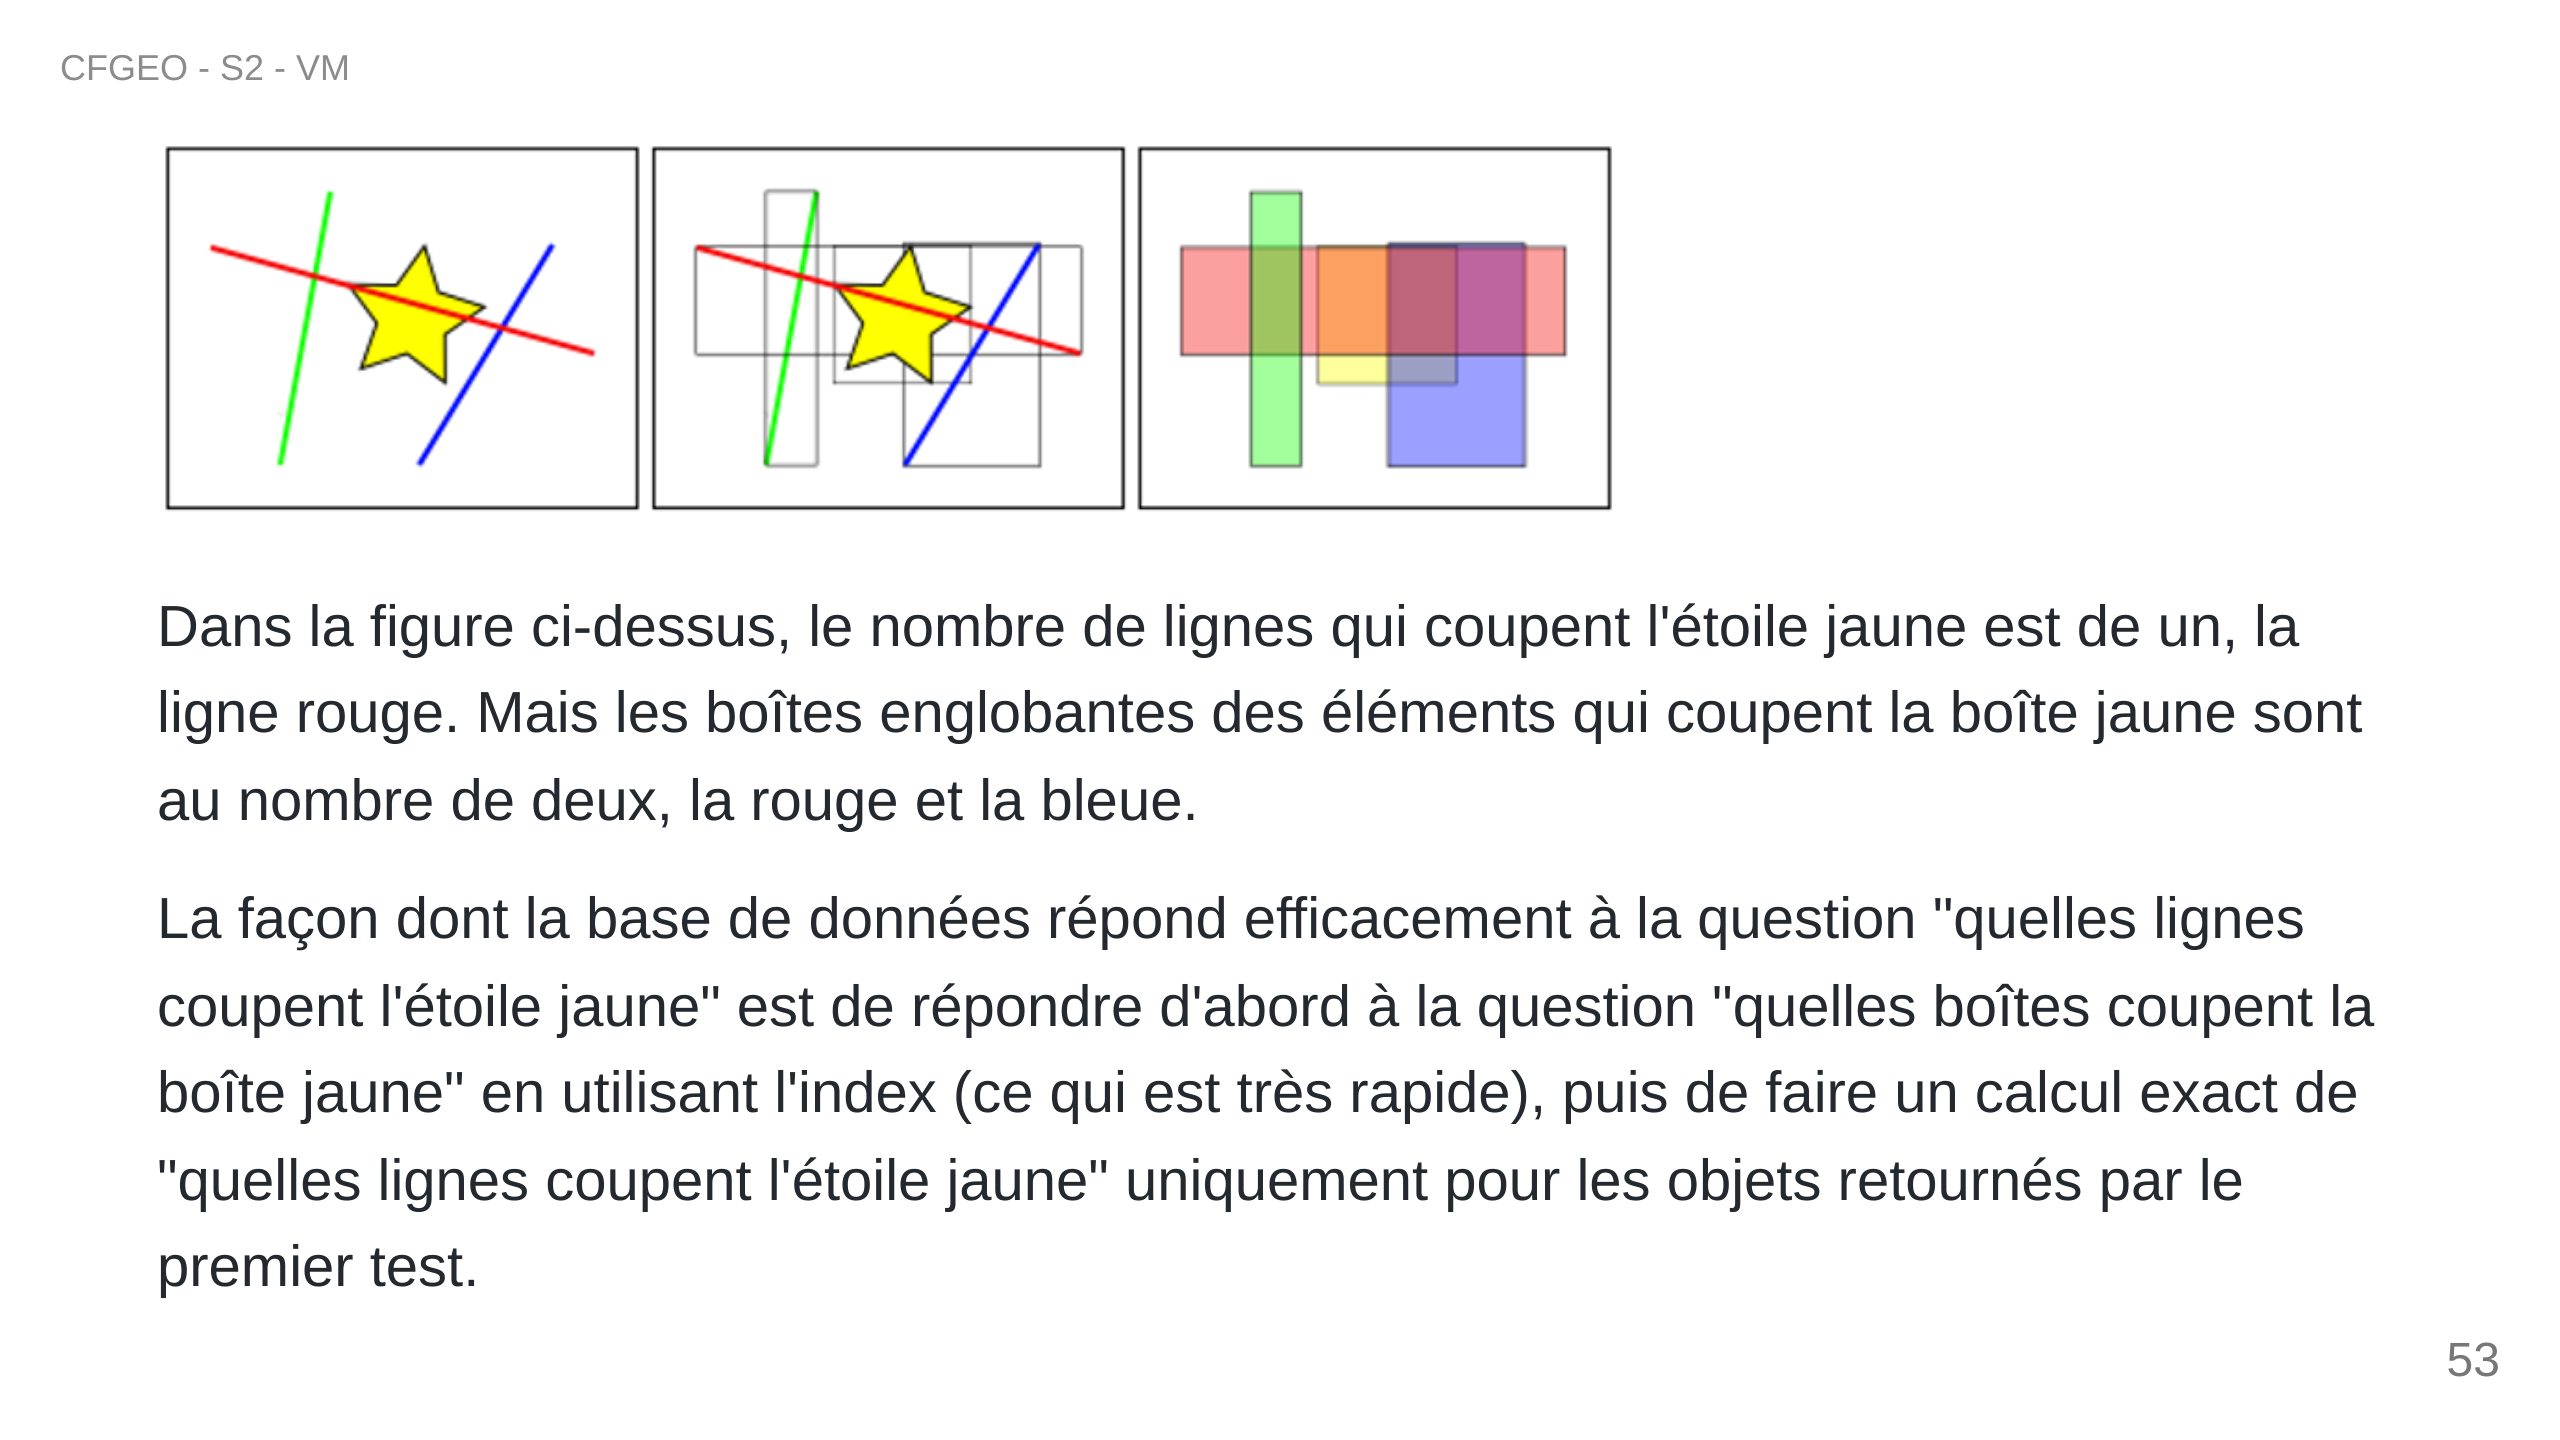 CFGEO - S2 - VM
Dans la figure ci-dessus, le nombre de lignes qui coupent l'étoile jaune est de un, la
ligne rouge. Mais les boîtes englobantes des éléments qui coupent la boîte jaune sont
au nombre de deux, la rouge et la bleue.
La façon dont la base de données répond efficacement à la question "quelles lignes
coupent l'étoile jaune" est de répondre d'abord à la question "quelles boîtes coupent la
boîte jaune" en utilisant l'index (ce qui est très rapide), puis de faire un calcul exact de
"quelles lignes coupent l'étoile jaune" uniquement pour les objets retournés par le
premier test.
53